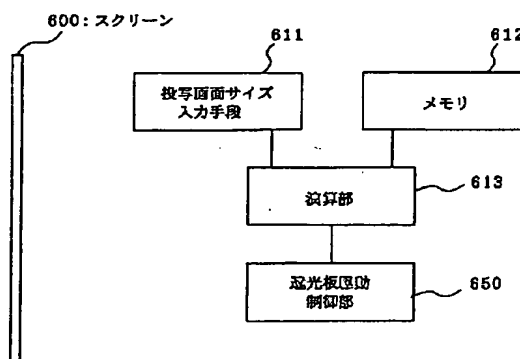 600:スクリーン
611
612
投写画面サイズ
入力手段
メモリ
613
演算部
遮光板駆動
制御部
650